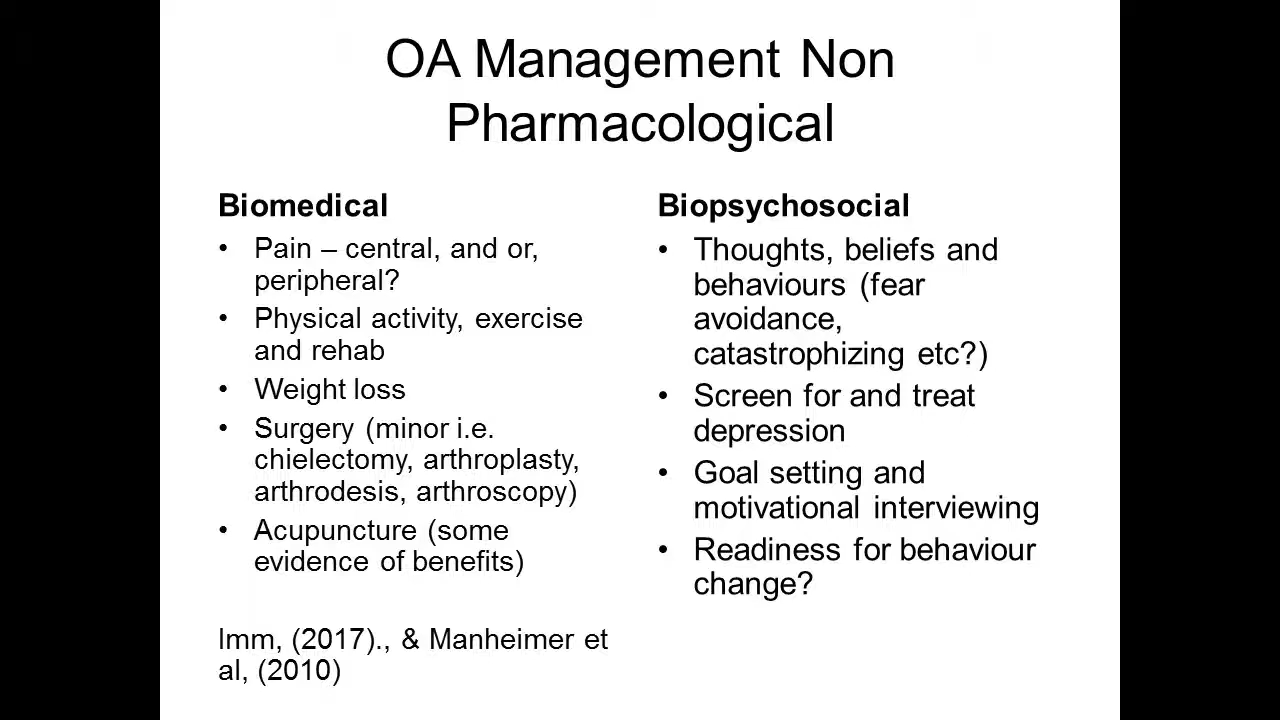 OA Management Non
Pharmacological
Biomedical
• Pain – central, and or,
peripheral?
• Physical activity, exercise
and rehab
• Weight loss
• Surgery (minor i.e.
chielectomy, arthroplasty,
arthrodesis, arthroscopy)
• Acupuncture (some
evidence of benefits)
Imm, (2017)., & Manheimer et
al, (2010)
Biopsychosocial
• Thoughts, beliefs and
behaviours (fear
avoidance,
catastrophizing etc?)
• Screen for and treat
depression
• Goal setting and
motivational interviewing
• Readiness for behaviour
change?